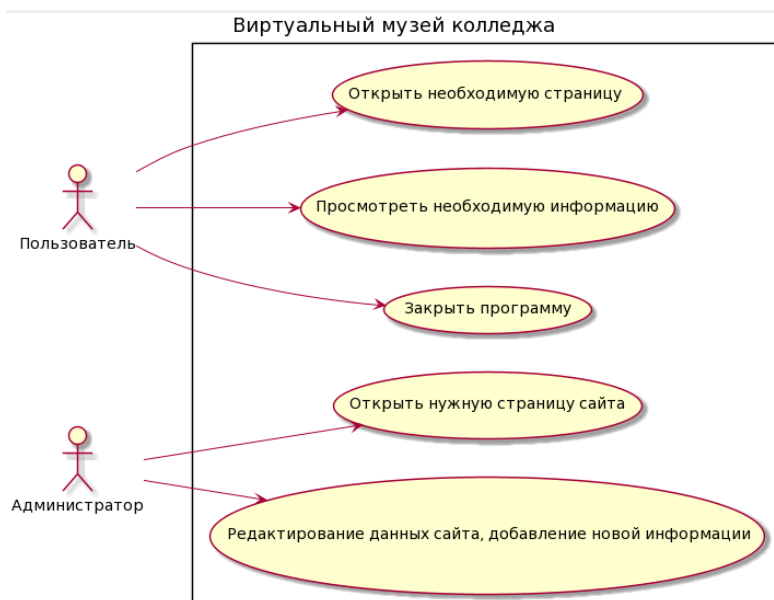 Виртуальный музей колледжа
Открыть необходимую страницу
Просмотреть необходимую информацию
Пользователь
Закрыть программу
Открыть нужную страницу сайта
Администратор
Редактирование данных сайта, добавление новой информации